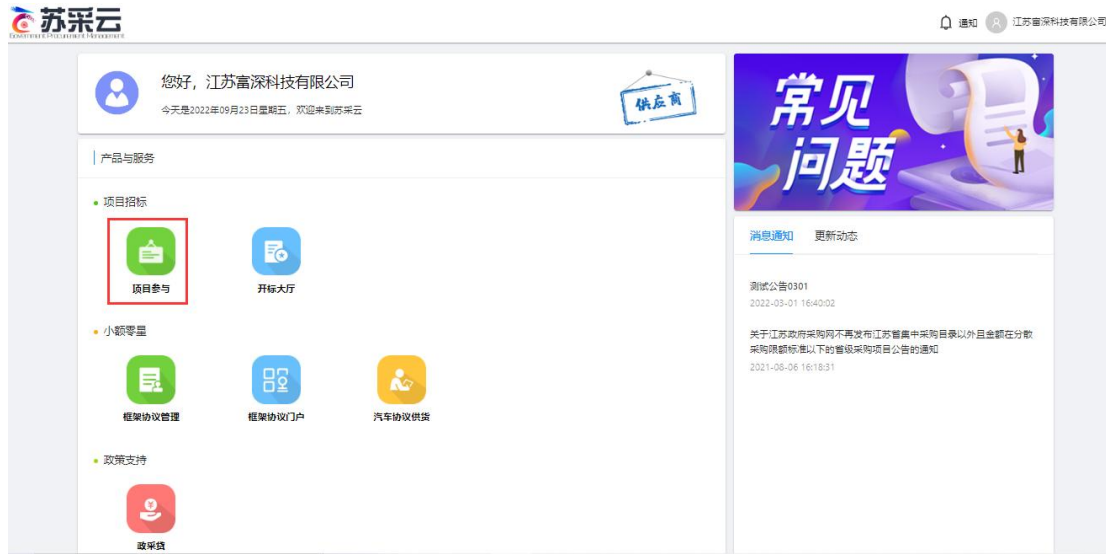 苏采云
Government Procurement Management
通知
江苏富深科技有限公司
您好，江苏富深科技有限公司
今天是2022年09月23日星期五，欢迎来到苏采云
供应商
常见
问题
产品与服务
项目招标
项目参与
开标大厅
小额零星
框架协议管理
框架协议门户
汽车协议供货
政策支持
政采贷
消息通知
更新动态
测试公告0301
2022-03-01 16:40:02
关于江苏政府采购网不再发布江苏省集中采购目录以外且金额在分散
采购限额标准以下的省级采购项目公告的通知
2021-08-06 16:18:31